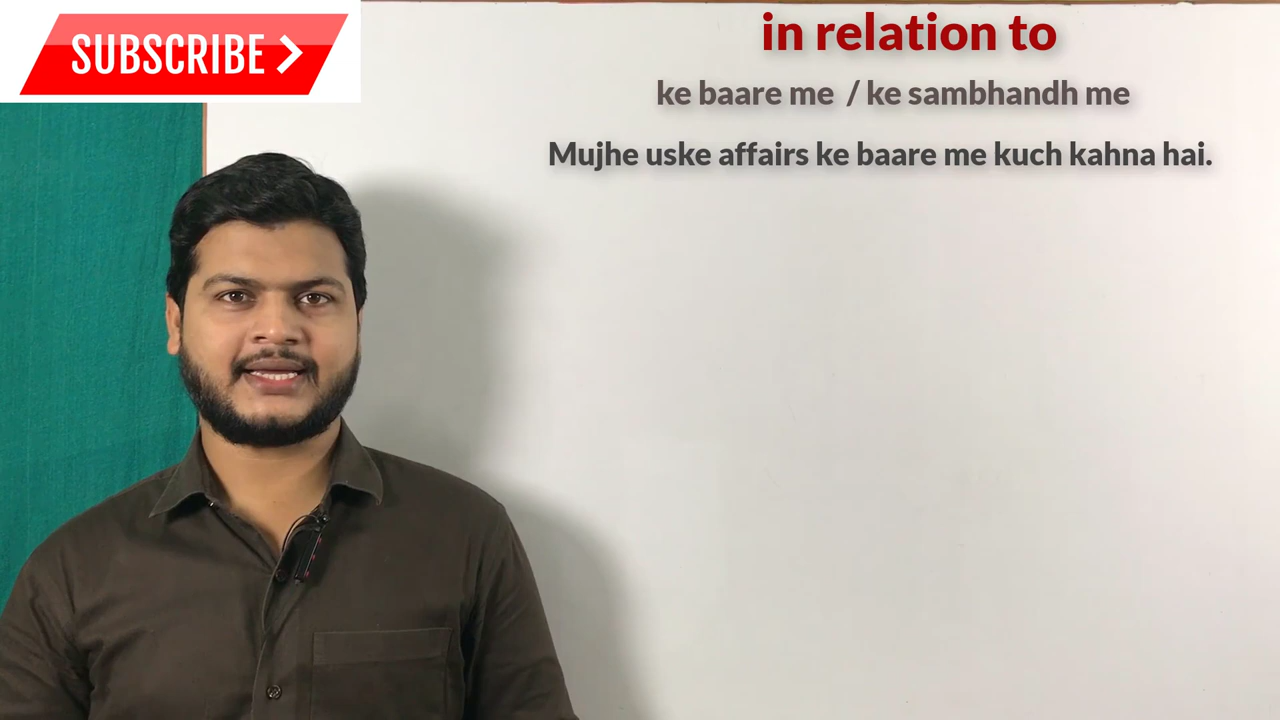 SUBSCRIBE
in relation to
ke baare me / ke sambhandh me
Mujhe uske affairs ke baare me kuch kahna hai.